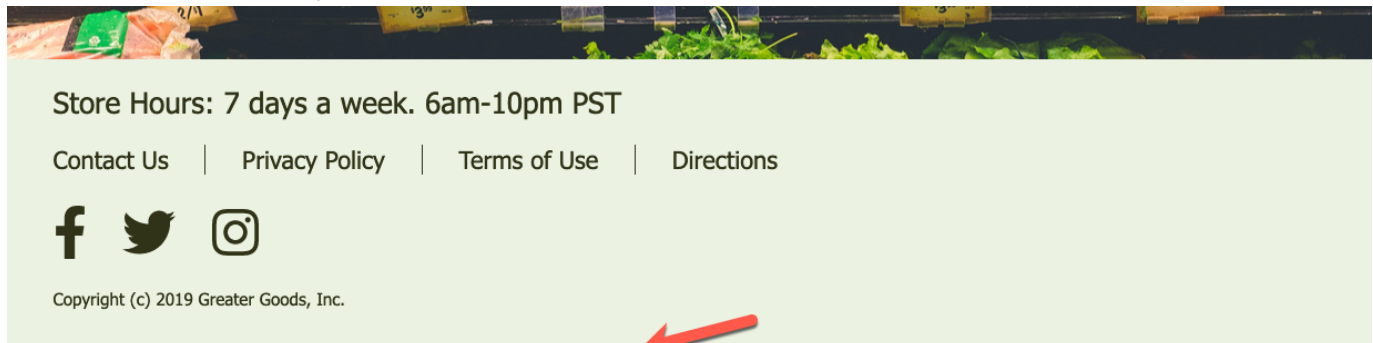 Store Hours: 7 days a week. 6am-10pm PST
Contact Us | Privacy Policy | Terms of Use | Directions
Copyright (c) 2019 Greater Goods, Inc.